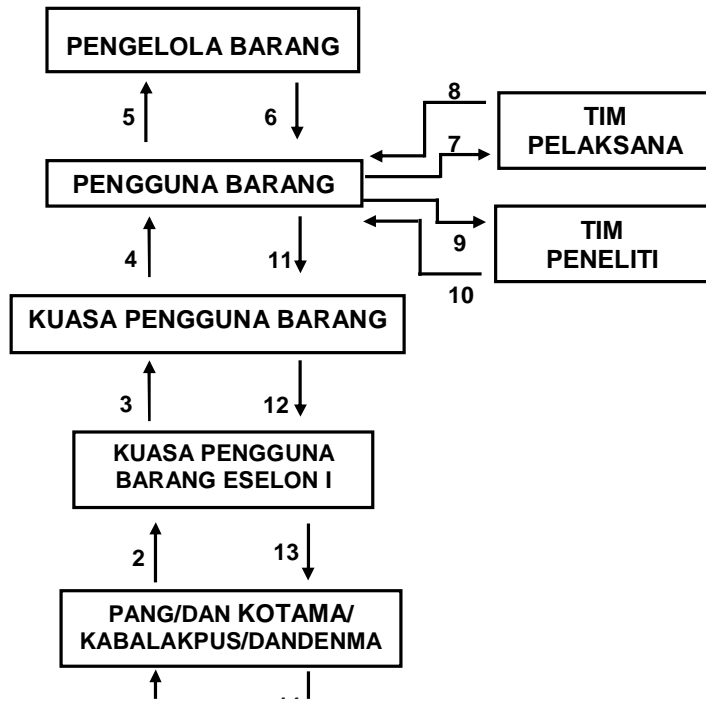 PENGELOLA BARANG
5
6
8
TIM
PELAKSANA
7
PENGGUNA BARANG
9
TIM
PENELITI
10
4
11
KUASA PENGGUNA BARANG
3
12
KUASA PENGGUNA
BARANG ESELON I
2
13
PANG/DAN KOTAMA/
KABALAKPUS/DANDENMA